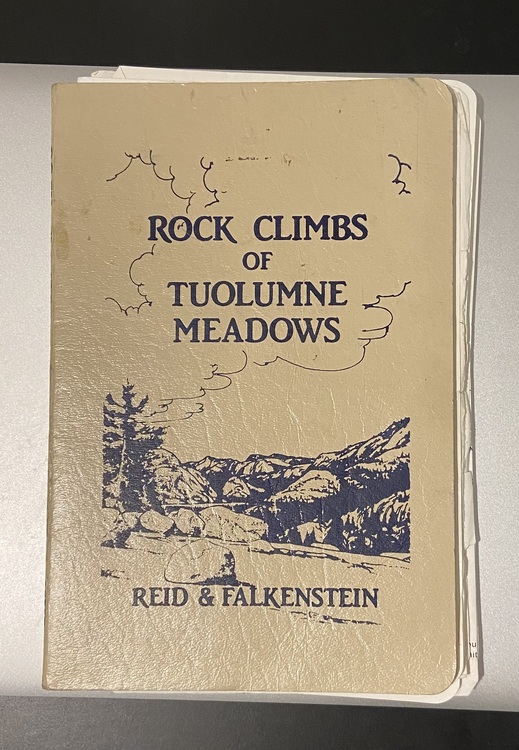 ROCK CLIMBS
OF
TUOLUMNE
MEADOWS
REID & FALKENSTEIN